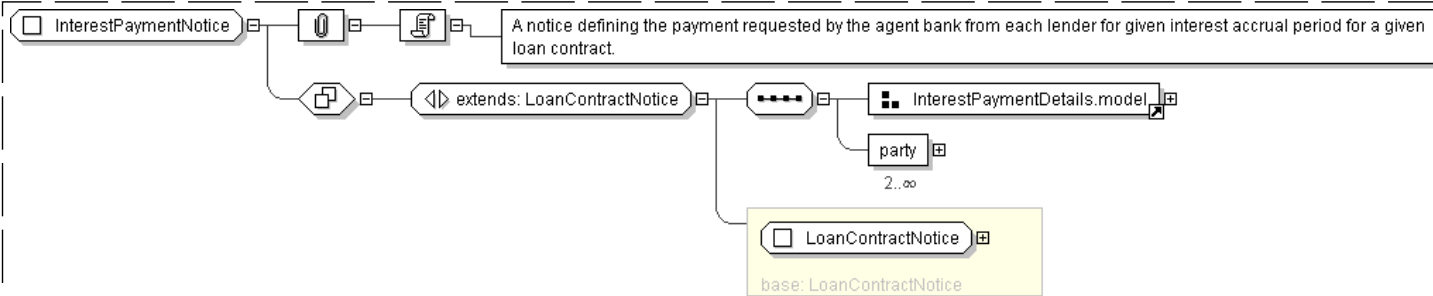 InterestPaymentNotice
A notice defining the payment requested by the agent bank from each lender for given interest accrual period for a given
loan contract.
extends: LoanContractNotice
InterestPaymentDetails.model
party
2..∞
LoanContractNotice
base: LoanContractNotice